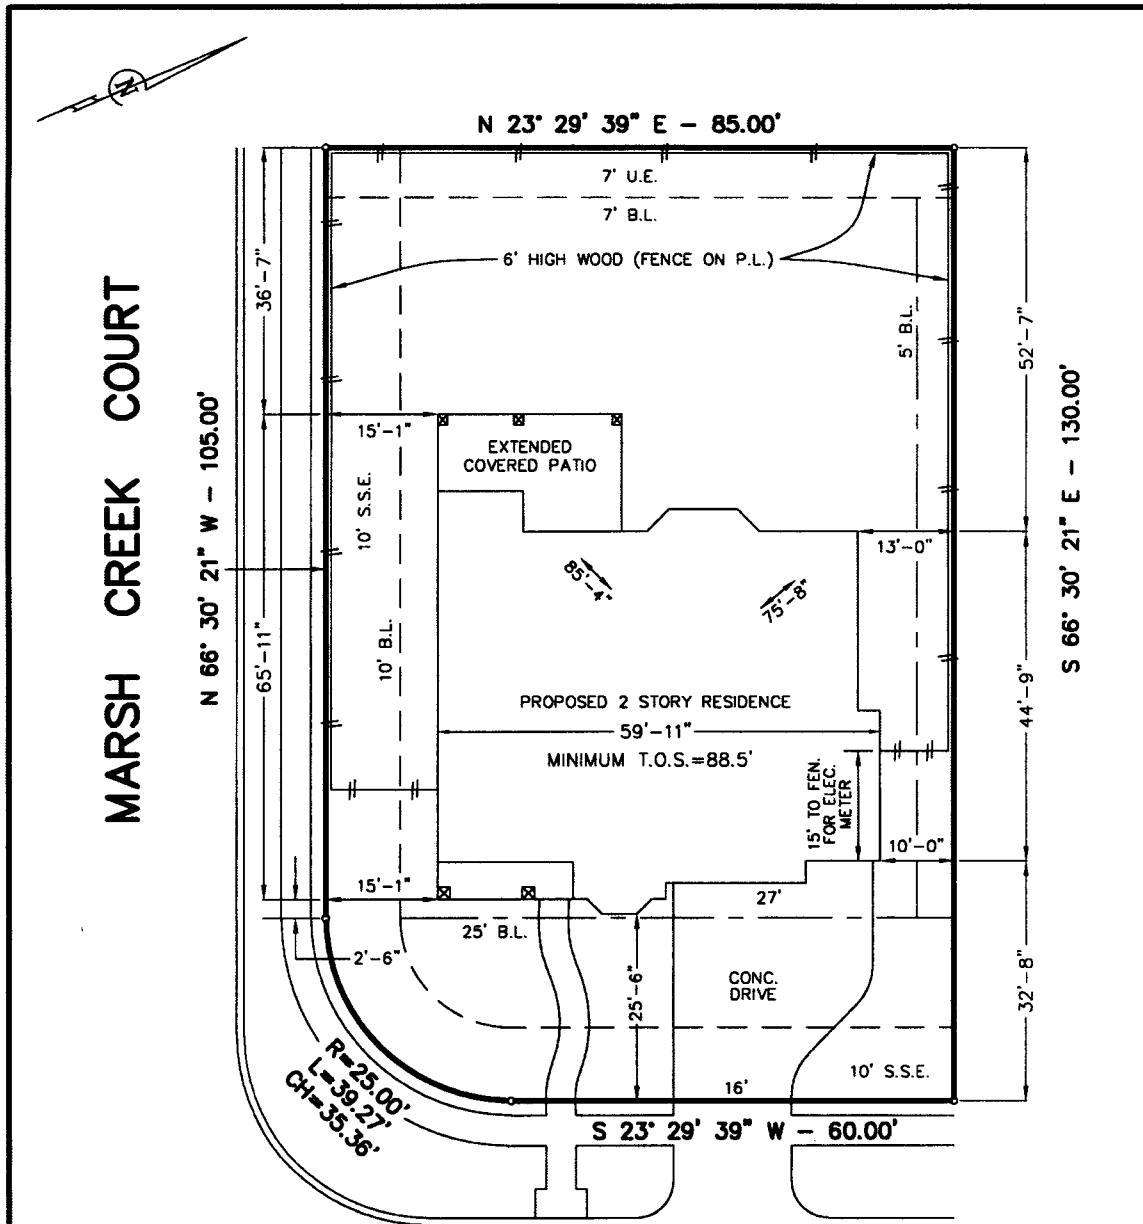 N
N 23° 29' 39" E – 85.00'
7' U.E.
7' B.L.
6' HIGH WOOD (FENCE ON P.L.)
36'-7"
5' B.L.
52'-7"
MARSH CREEK COURT
N 66° 30' 21" W – 105.00'
S 66° 30' 21" E – 130.00'
15'-1"
EXTENDED
COVERED PATIO
10' S.S.E.
13'-0"
85'-4"
75'-8"
10' B.L.
65'-11"
44'-9"
PROPOSED 2 STORY RESIDENCE
59'-11"
MINIMUM T.O.S.=88.5'
15' TO FEN.
FOR ELEC.
METER
10'-0"
15'-1"
27'
25' B.L.
2'-6"
25'-6"
CONC.
DRIVE
32'-8"
R=25.00'
L=39.27'
CH=35.36'
10' S.S.E.
16'
S 23° 29' 39" W – 60.00'